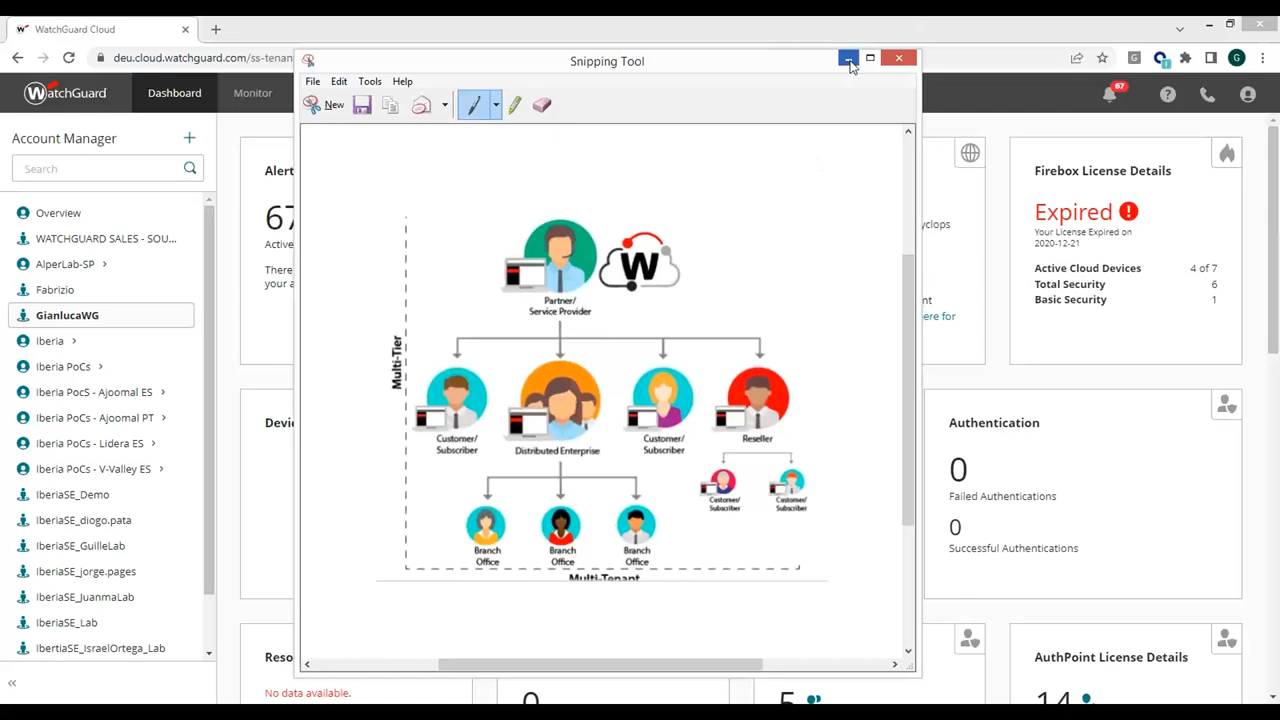 WatchGuard Cloud
deu.cloud.watchguard.com/ss-tenan
G
WatchGuard
Dashboard
Monitor
67
Account Manager
Search
Overview
WATCHGUARD SALES - SOU...
AlperLab-SP
Fabrizio
GianlucaWG
Iberia
Iberia PoCs
Iberia PocS - Ajoomal ES
Iberia PoCs - Ajoomal PT
Iberia PoCs - Lidera ES
Iberia PoCs - V-Valley ES
IberiaSE_Demo
IberiaSE_diogo.pata
IberiaSE_GuilleLab
IberiaSE_jorge.pages
IberiaSE_JuanmaLab
IberiaSE_Lab
IbertiaSE_IsraelOrtega_Lab
Alert
67
Active
There
your a
Devic
Reso
No data available.
0
5
Snipping Tool
File Edit Tools Help
New
W
Partner/
Service Provider
Multi-Tier
Customer/
Subscriber
Distributed Enterprise
Customer/
Subscriber
Reseller
Customer/
Subscriber
Customer/
Subscriber
Branch
Office
Branch
Office
Branch
Office
Multi-Tenant
yclops
nt
ere for
Firebox License Details
Expired
Your License Expired on
2020-12-21
Active Cloud Devices 4 of 7
Total Security 6
Basic Security 1
Authentication
0
Failed Authentications
0
Successful Authentications
AuthPoint License Details
14